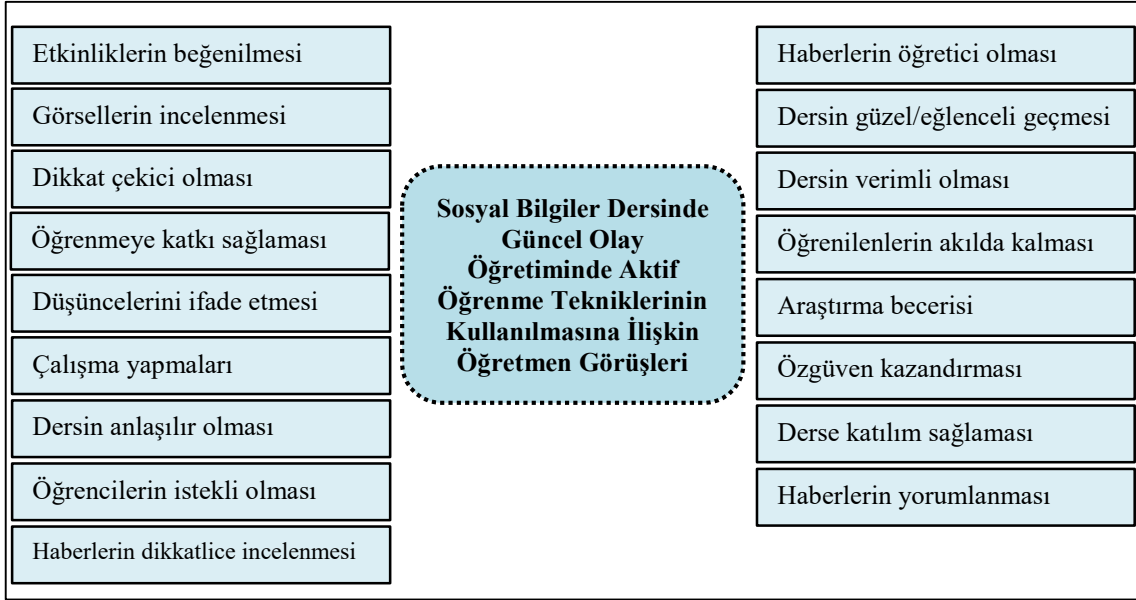 Etkinliklerin beğenilmesi
Görsellerin incelenmesi
Dikkat çekici olması
Öğrenmeye katkı sağlaması
Düşüncelerini ifade etmesi
Çalışma yapmaları
Dersin anlaşılır olması
Öğrencilerin istekli olması
Haberlerin dikkatlice incelenmesi
Sosyal Bilgiler Dersinde
Güncel Olay
Öğretiminde Aktif
Öğrenme Tekniklerinin
Kullanılmasına İlişkin
Öğretmen Görüşleri
Haberlerin öğretici olması
Dersin güzel/eğlenceli geçmesi
Dersin verimli olması
Öğrenilenlerin akılda kalması
Araştırma becerisi
Özgüven kazandırması
Derse katılım sağlaması
Haberlerin yorumlanması